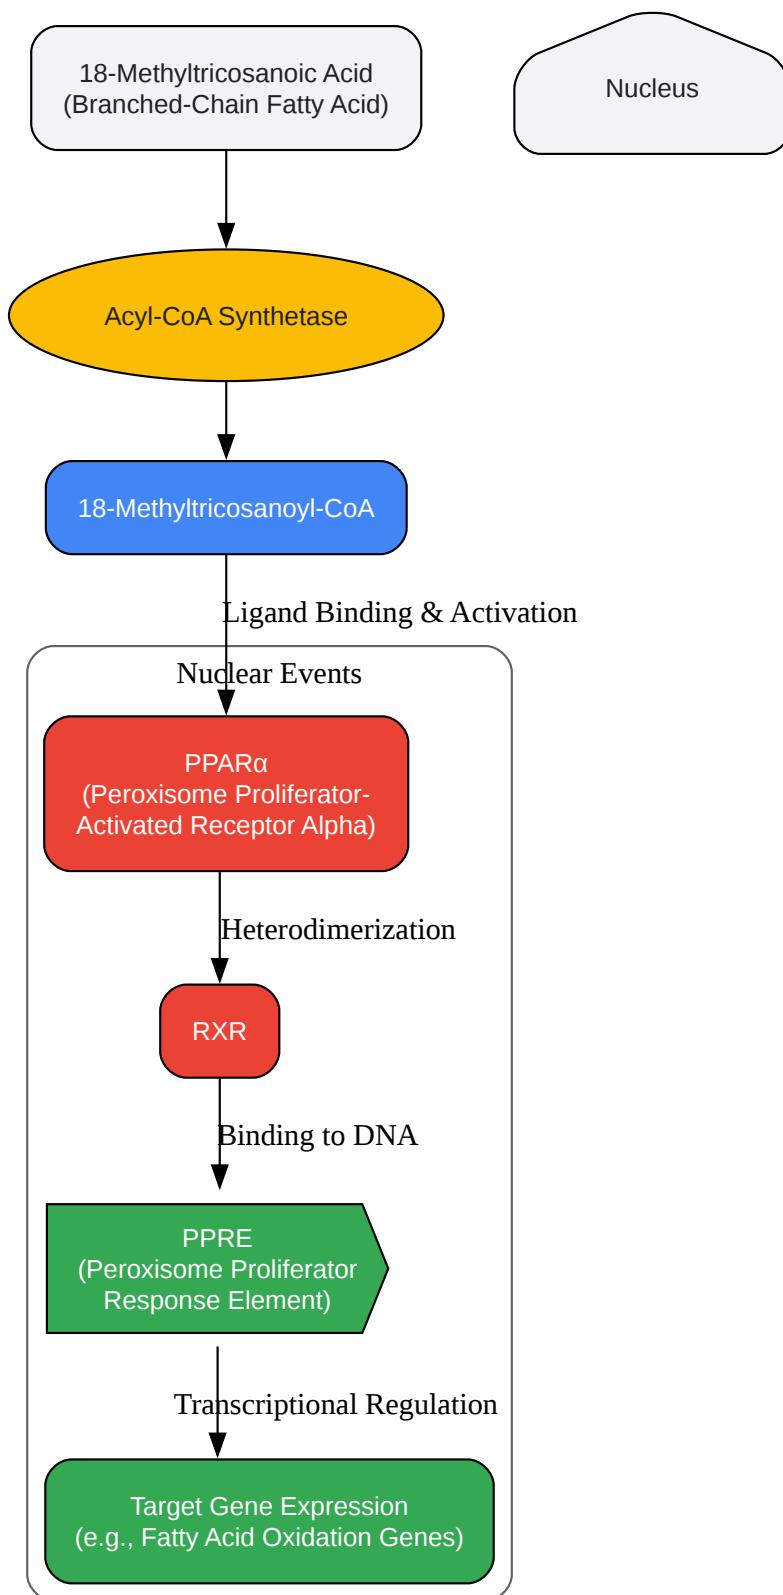 18-Methyltricosanoic Acid
(Branched-Chain Fatty Acid)
Nucleus
Acyl-CoA Synthetase
18-Methyltricosanoyl-CoA
Ligand Binding & Activation
Nuclear Events
PPARα
(Peroxisome Proliferator-
Activated Receptor Alpha)
Heterodimerization
RXR
Binding to DNA
PPRE
(Peroxisome Proliferator
Response Element)
Transcriptional Regulation
Target Gene Expression
(e.g., Fatty Acid Oxidation Genes)